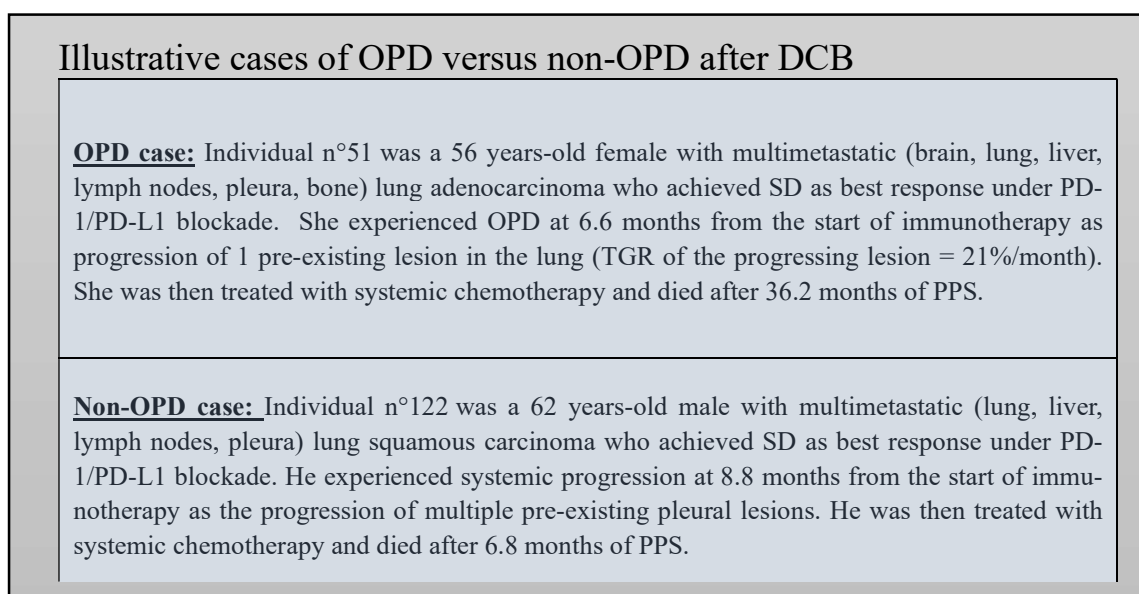 Illustrative cases of OPD versus non-OPD after DCB
OPD case: Individual n°51 was a 56 years-old female with multimetastatic (brain, lung, liver,
lymph nodes, pleura, bone) lung adenocarcinoma who achieved SD as best response under PD-
1/PD-L1 blockade. She experienced OPD at 6.6 months from the start of immunotherapy as
progression of 1 pre-existing lesion in the lung (TGR of the progressing lesion = 21%/month).
She was then treated with systemic chemotherapy and died after 36.2 months of PPS.
Non-OPD case: Individual n°122 was a 62 years-old male with multimetastatic (lung, liver,
lymph nodes, pleura) lung squamous carcinoma who achieved SD as best response under PD-
1/PD-L1 blockade. He experienced systemic progression at 8.8 months from the start of immu-
notherapy as the progression of multiple pre-existing pleural lesions. He was then treated with
systemic chemotherapy and died after 6.8 months of PPS.